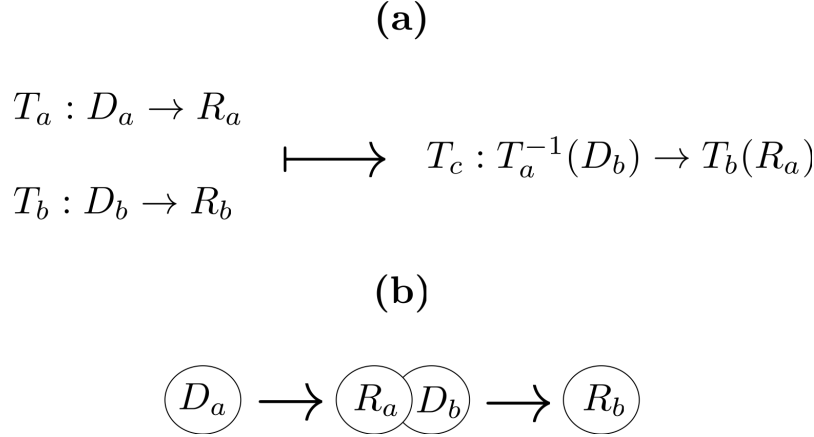 (a)
T_a : D_a → R_a
T_c : T_a^{-1}(D_b) → T_b(R_a)
T_b : D_b → R_b
(b)
D_a → R_a D_b → R_b